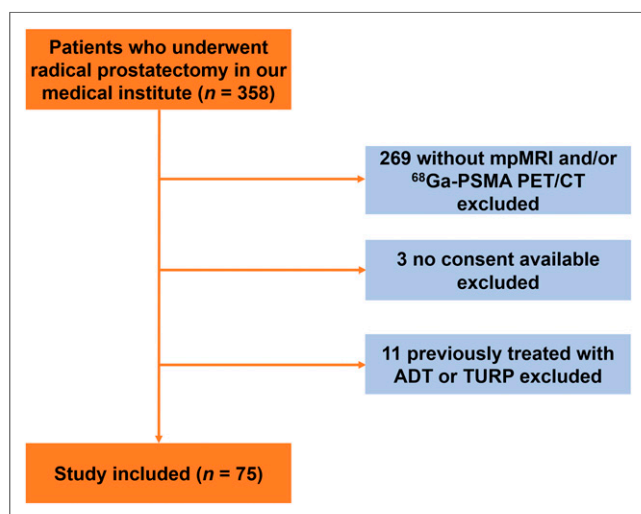 Patients who underwent
radical prostatectomy in our
medical institute (n = 358)
269 without mpMRI and/or
⁶⁸Ga-PSMA PET/CT
excluded
3 no consent available
excluded
11 previously treated with
ADT or TURP excluded
Study included (n = 75)